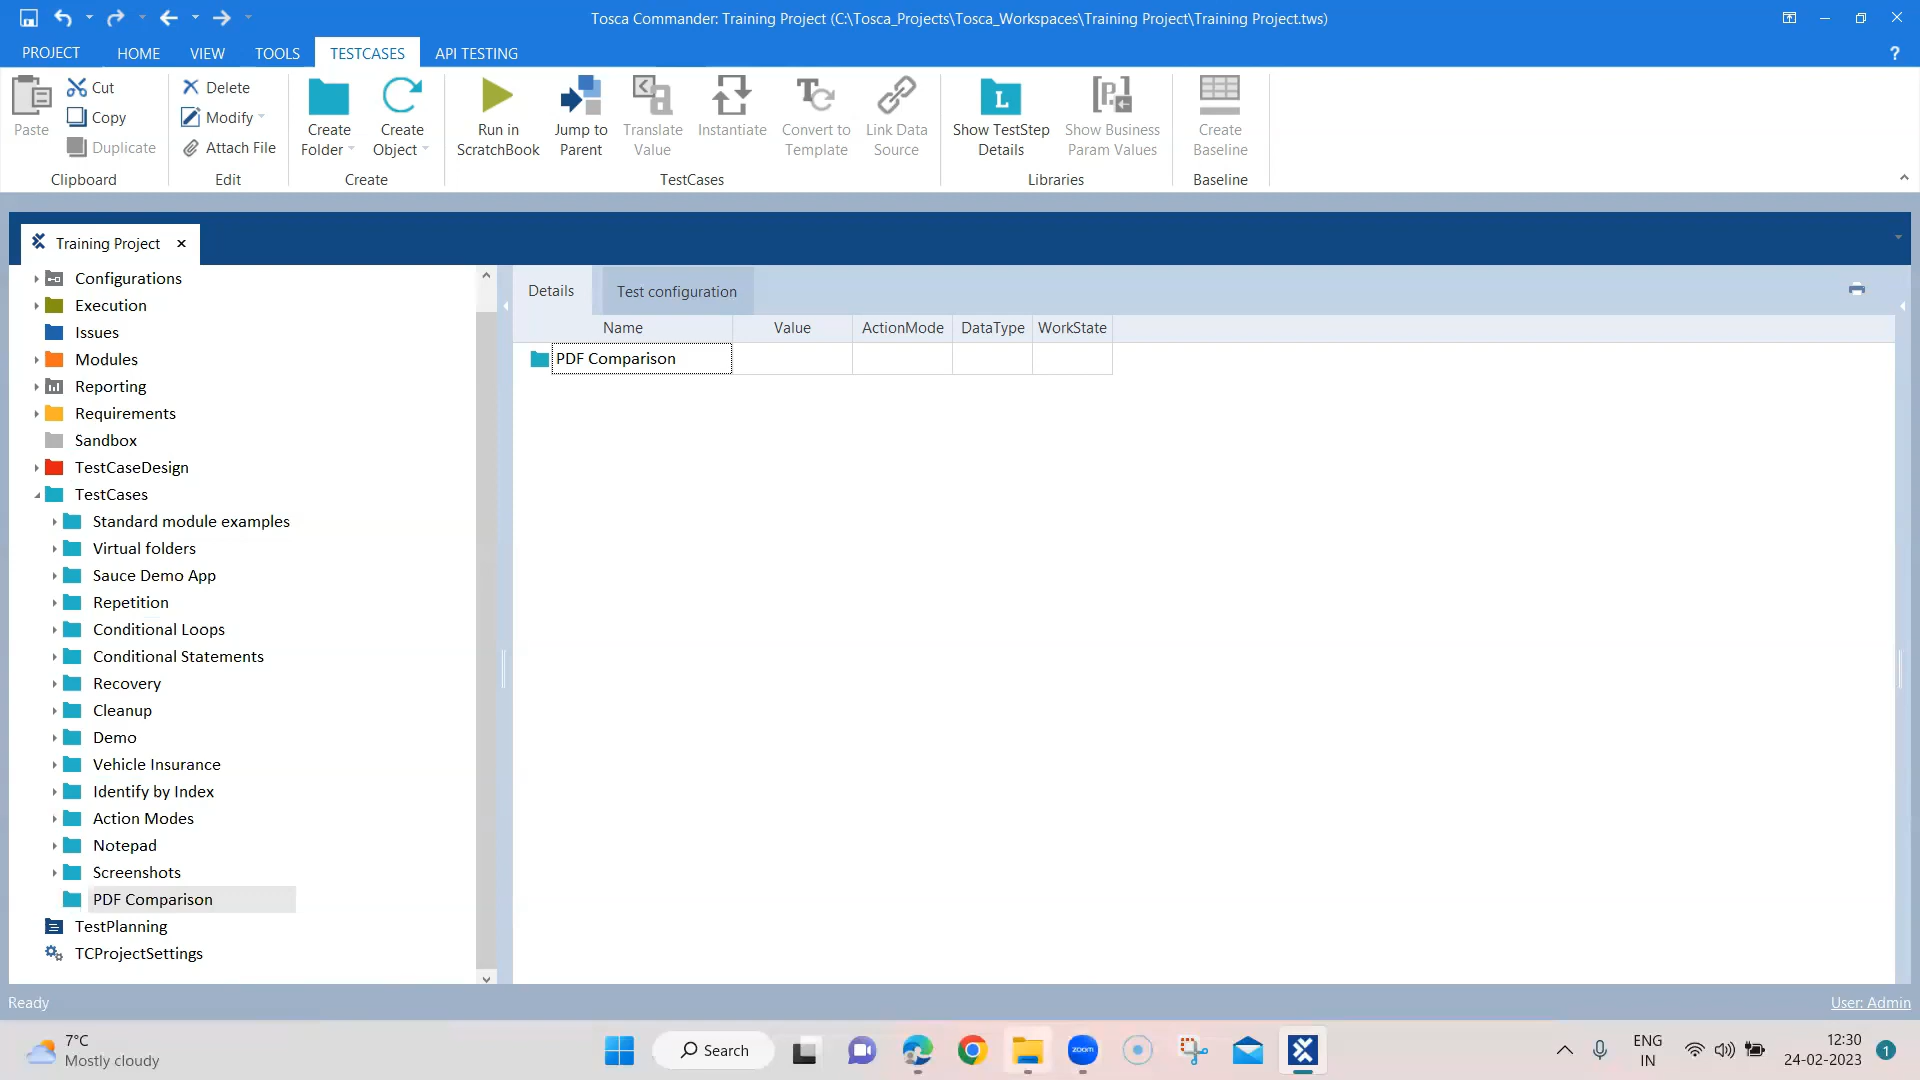 Tosca Commander: Training Project (C:\Tosca_Projects\Tosca_Workspaces\Training Project\Training Project.tws)
PROJECT HOME VIEW TOOLS TESTCASES API TESTING ?
Paste
Cut
Copy
Duplicate
Clipboard
Delete
Modify
Attach File
Edit
Create Folder
Create Object
Create
Run in ScratchBook
Jump to Parent
Translate Value
Instantiate
Convert to Template
Link Data Source
TestCases
L
Show TestStep Details
Show Business Param Values
Libraries
Create Baseline
Baseline
Training Project
Configurations
Execution
Issues
Modules
Reporting
Requirements
Sandbox
TestCaseDesign
TestCases
Standard module examples
Virtual folders
Sauce Demo App
Repetition
Conditional Loops
Conditional Statements
Recovery
Cleanup
Demo
Vehicle Insurance
Identify by Index
Action Modes
Notepad
Screenshots
PDF Comparison
TestPlanning
TCProjectSettings
Details Test configuration
Name Value ActionMode DataType WorkState
PDF Comparison
Ready User: Admin
7°C
Mostly cloudy
Search
zoom
ENG
IN
12:30
24-02-2023
1